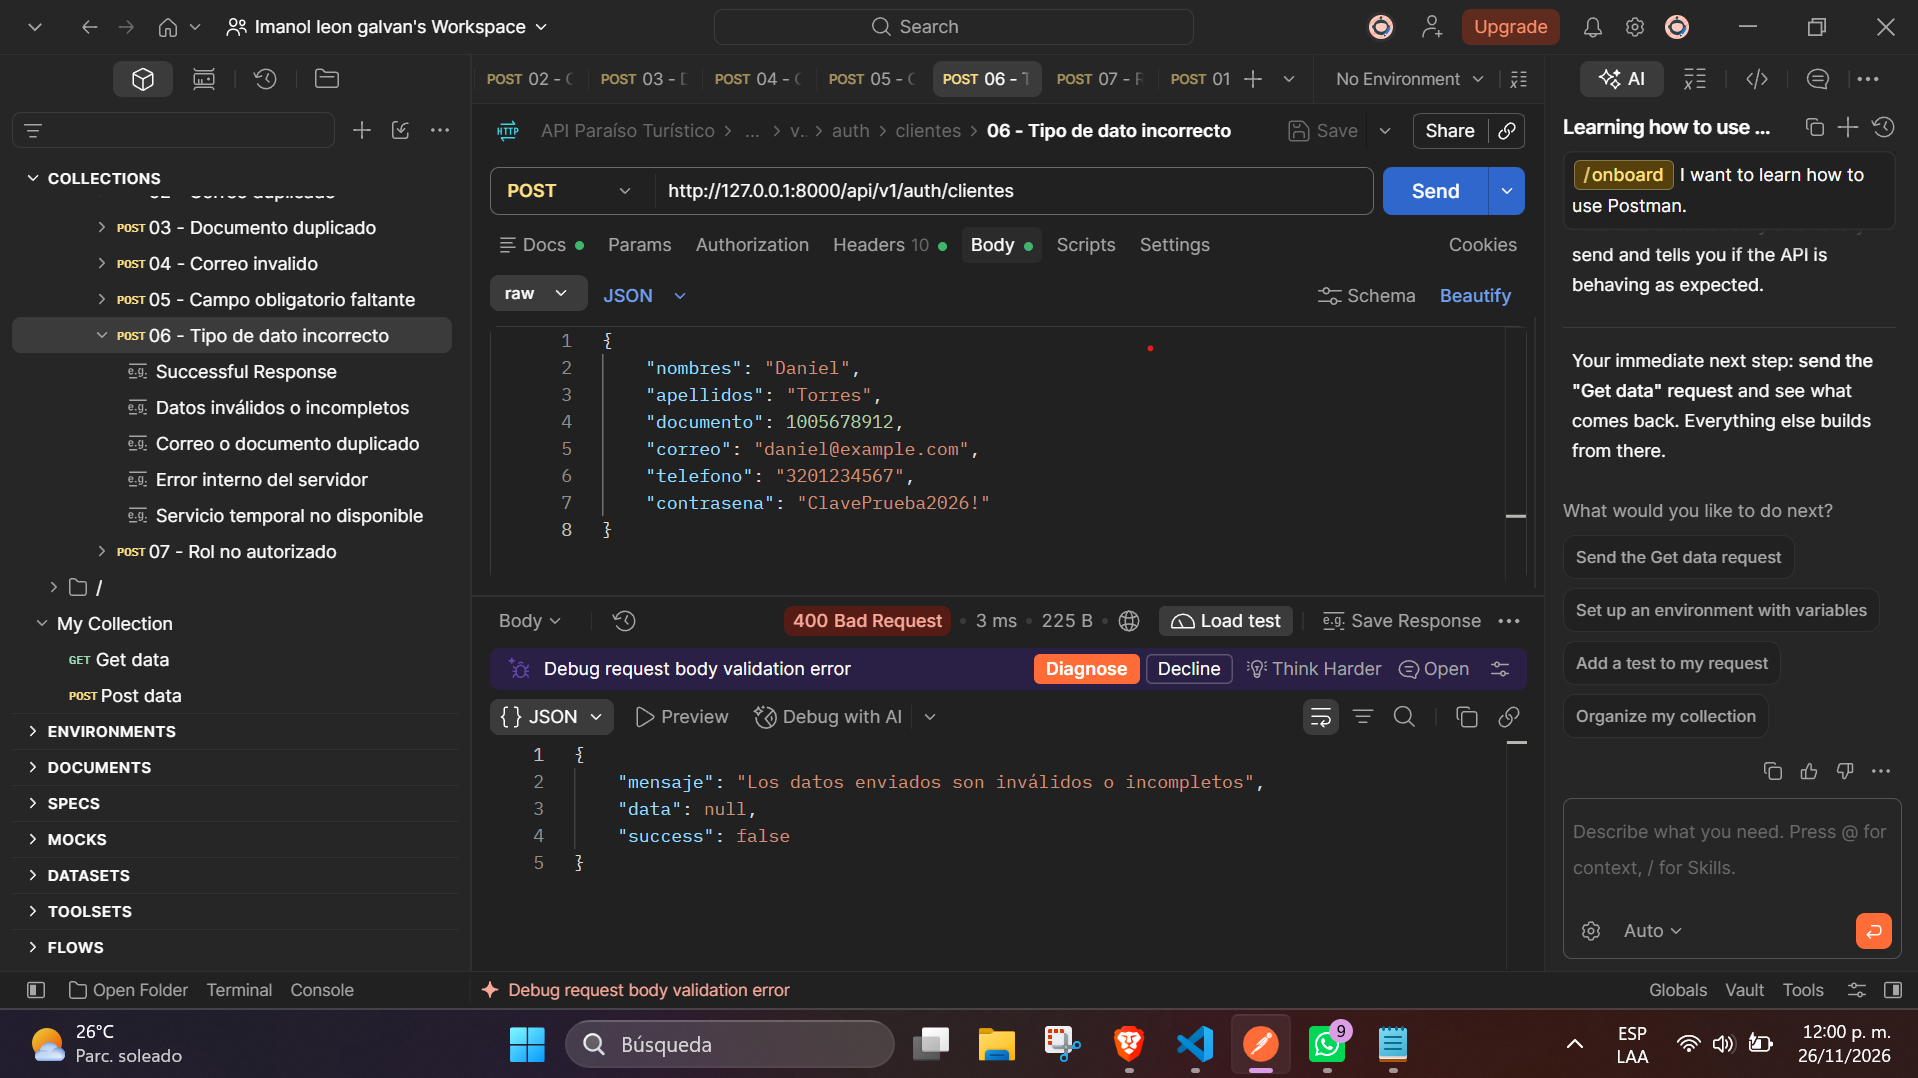 Imanol leon galvan's Workspace
Search
Upgrade
COLLECTIONS
POST 03 - Documento duplicado
POST 04 - Correo invalido
POST 05 - Campo obligatorio faltante
POST 06 - Tipo de dato incorrecto
e.g. Successful Response
e.g. Datos inválidos o incompletos
e.g. Correo o documento duplicado
e.g. Error interno del servidor
e.g. Servicio temporal no disponible
POST 07 - Rol no autorizado
/
My Collection
GET Get data
POST Post data
ENVIRONMENTS
DOCUMENTS
SPECS
MOCKS
DATASETS
TOOLSETS
FLOWS
POST 02 - POST 03 - POST 04 - POST 05 - POST 06 - POST 07 - POST 01
No Environment
HTTP API Paraíso Turístico > ... > v.. > auth > clientes > 06 - Tipo de dato incorrecto
Save
Share
POST http://127.0.0.1:8000/api/v1/auth/clientes
Send
Docs Params Authorization Headers 10 Body Scripts Settings
Cookies
raw JSON
Schema Beautify
1 {
2 "nombres": "Daniel",
3 "apellidos": "Torres",
4 "documento": 1005678912,
5 "correo": "daniel@example.com",
6 "telefono": "3201234567",
7 "contrasena": "ClavePrueba2026!"
8 }
Body
400 Bad Request • 3 ms • 225 B
Load test
e.g. Save Response
Debug request body validation error
Diagnose
Decline
Think Harder
Open
{} JSON
Preview
Debug with AI
1 {
2 "mensaje": "Los datos enviados son inválidos o incompletos",
3 "data": null,
4 "success": false
5 }
AI
Learning how to use ...
/onboard I want to learn how to
use Postman.
send and tells you if the API is
behaving as expected.
Your immediate next step: send the
"Get data" request and see what
comes back. Everything else builds
from there.
What would you like to do next?
Send the Get data request
Set up an environment with variables
Add a test to my request
Organize my collection
Describe what you need. Press @ for
context, / for Skills.
Auto
Open Folder Terminal Console
Debug request body validation error
Globals Vault Tools
26°C
Parc. soleado
Búsqueda
9
ESP
LAA
12:00 p. m.
26/11/2026